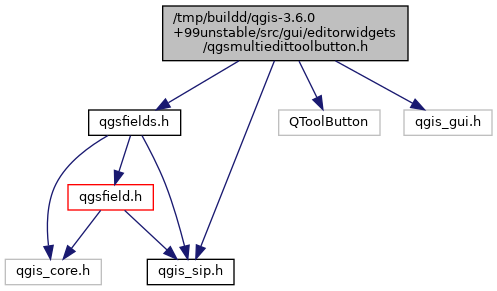 /tmp/buildd/qgis-3.6.0
+99unstable/src/gui/editorwidgets
/qgsmultiedittoolbutton.h
qgsfields.h
QToolButton
qgis_gui.h
qgsfield.h
qgis_core.h
qgis_sip.h